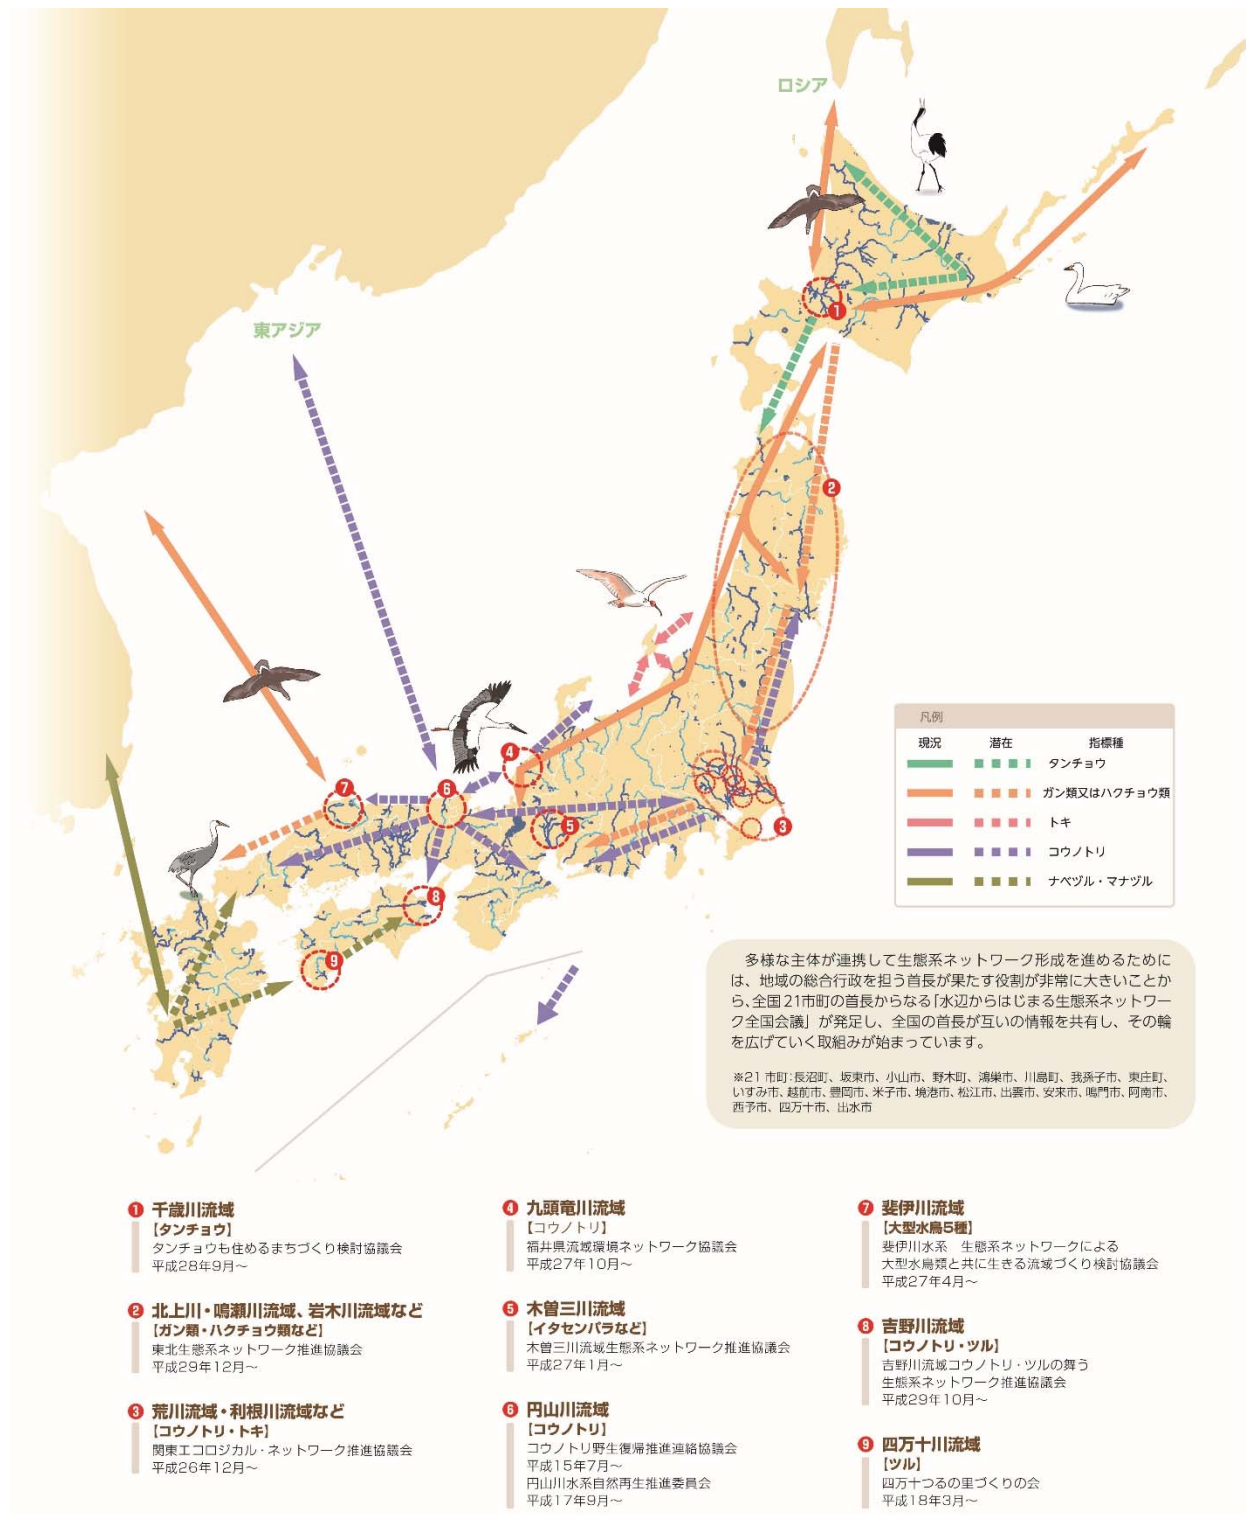 ロシア
東アジア
1
2
3
4
5
6
7
8
9
凡例
現況 潜在 指標種
タンチョウ
ガン類又はハクチョウ類
トキ
コウノトリ
ナベヅル・マナヅル
多様な主体が連携して生態系ネットワーク形成を進めるために
は、地域の総合行政を担う首長が果たす役割が非常に大きいことか
ら、全国21市町の首長からなる「水辺からはじまる生態系ネットワー
ク全国会議」が発足し、全国の首長が互いの情報を共有し、その輪
を広げていく取組みが始まっています。
※21市町:長沼町、坂東市、小山市、野木町、鴻巣市、川島町、我孫子市、東庄町、
いすみ市、越前市、豊岡市、米子市、境港市、松江市、出雲市、安来市、鳴門市、阿南市、
西予市、四万十市、出水市
1 千歳川流域
【タンチョウ】
タンチョウも住めるまちづくり検討協議会
平成28年9月～
2 北上川・鳴瀬川流域、岩木川流域など
【ガン類・ハクチョウ類など】
東北生態系ネットワーク推進協議会
平成29年12月～
3 荒川流域・利根川流域など
【コウノトリ・トキ】
関東エコロジカル・ネットワーク推進協議会
平成26年12月～
4 九頭竜川流域
【コウノトリ】
福井県流域環境ネットワーク協議会
平成27年10月～
5 木曽三川流域
【イタセンパラなど】
木曽三川流域生態系ネットワーク推進協議会
平成27年1月～
6 円山川流域
【コウノトリ】
コウノトリ野生復帰推進連絡協議会
平成15年7月～
円山川水系自然再生推進委員会
平成17年9月～
7 斐伊川流域
【大型水鳥5種】
斐伊川水系 生態系ネットワークによる
大型水鳥類と共に生きる流域づくり検討協議会
平成27年4月～
8 吉野川流域
【コウノトリ・ツル】
吉野川流域コウノトリ・ツルの舞う
生態系ネットワーク推進協議会
平成29年10月～
9 四万十川流域
【ツル】
四万十つるの里づくりの会
平成18年3月～